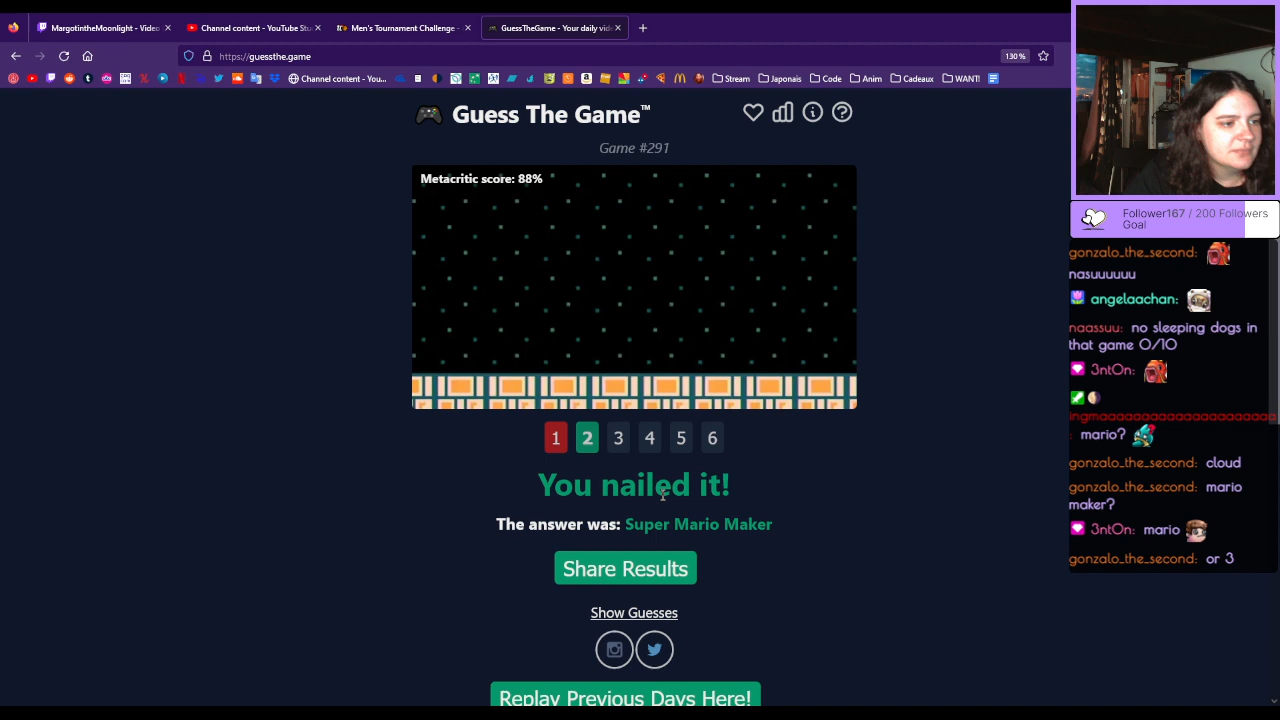 MargotintheMoonlight - Video
Channel content - YouTube Stu
Men's Tournament Challenge -
GuessTheGame - Your daily vid
https://guessthe.game
130%
Channel content - You...
Stream
Japonais
Code
Anim
Cadeaux
WANT!
Guess The Game™
Game #291
Metacritic score: 88%
1 2 3 4 5 6
You nailed it!
The answer was: Super Mario Maker
Share Results
Show Guesses
Replay Previous Days Here!
Follower167 / 200 Followers
Goal
gonzalo_the_second:
nasuuuuuu
angelaachan:
naassuu: no sleeping dogs in
that game 0/10
3ntOn:
: mario?
gonzalo_the_second: cloud
gonzalo_the_second: mario
maker?
3ntOn: mario
gonzalo_the_second: or 3